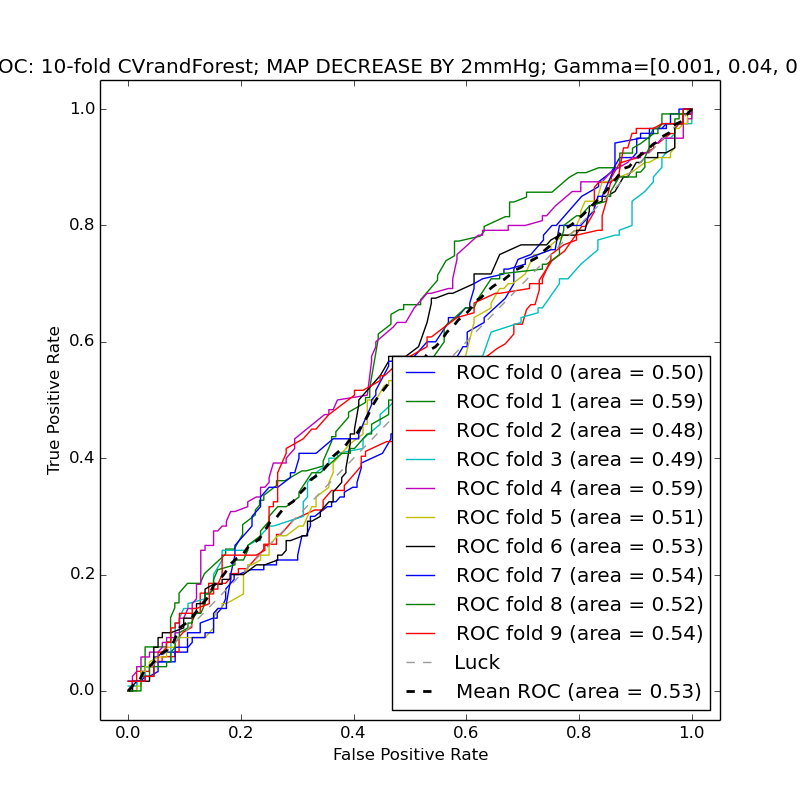 OC: 10-fold CVrandForest; MAP DECREASE BY 2mmHg; Gamma=[0.001, 0.04, 0
1.0
0.8
0.6
0.4
0.2
0.0
True Positive Rate
ROC fold 0 (area = 0.50)
ROC fold 1 (area = 0.59)
ROC fold 2 (area = 0.48)
ROC fold 3 (area = 0.49)
ROC fold 4 (area = 0.59)
ROC fold 5 (area = 0.51)
ROC fold 6 (area = 0.53)
ROC fold 7 (area = 0.54)
ROC fold 8 (area = 0.52)
ROC fold 9 (area = 0.54)
Luck
Mean ROC (area = 0.53)
0.0 0.2 0.4 0.6 0.8 1.0
False Positive Rate